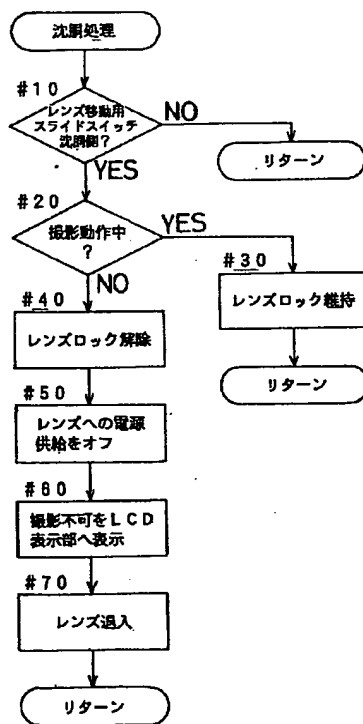 沈胴処理
#10
レンズ移動用
スライドスイッチ
沈胴側?
NO
リターン
YES
#20
撮影動作中
?
YES
#30
レンズロック維持
リターン
NO
#40
レンズロック解除
#50
レンズへの電源
供給をオフ
#60
撮影不可をLCD
表示部へ表示
#70
レンズ退入
リターン